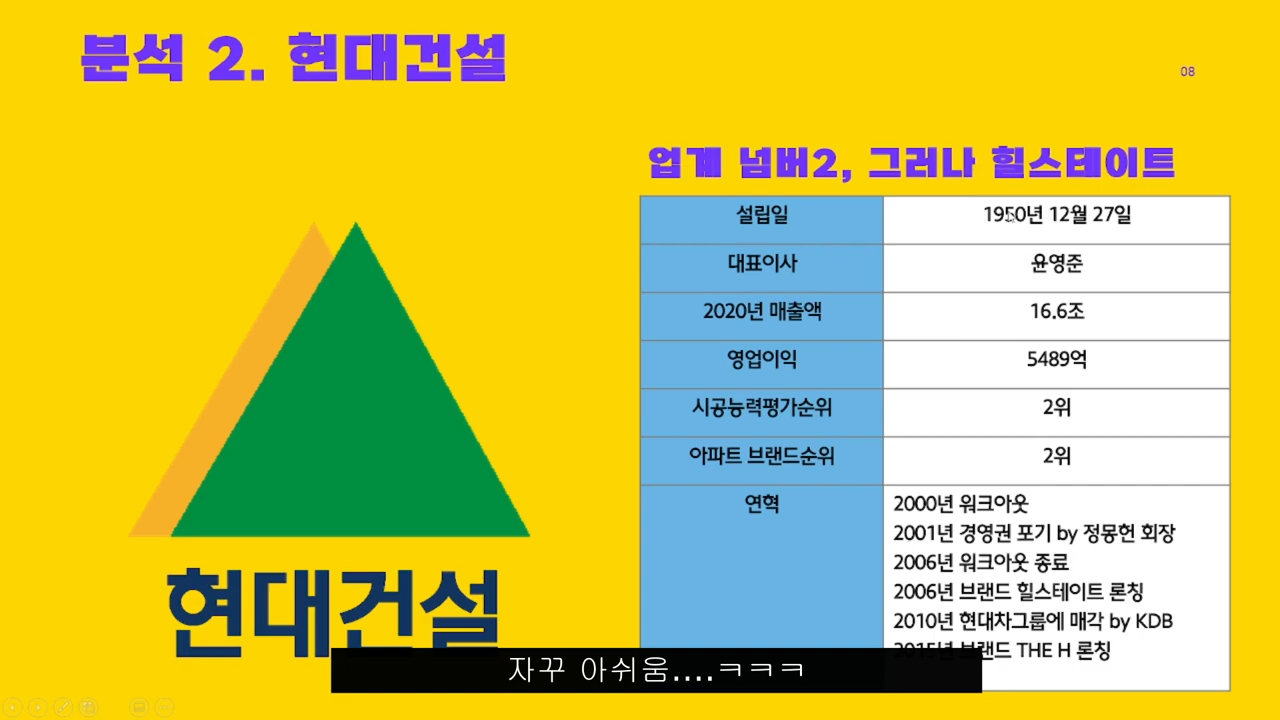 분석 2. 현대건설
08
업계 넘버2, 그러나 힐스테이트
설립일 1950년 12월 27일
대표이사 윤영준
2020년 매출액 16.6조
영업이익 5489억
시공능력평가순위 2위
아파트 브랜드순위 2위
연혁 2000년 워크아웃
2001년 경영권 포기 by 정몽헌 회장
2006년 워크아웃 종료
2006년 브랜드 힐스테이트 론칭
2010년 현대차그룹에 매각 by KDB
2015년 브랜드 THE H 론칭
현대건설
자꾸 아쉬움....ㅋㅋㅋ